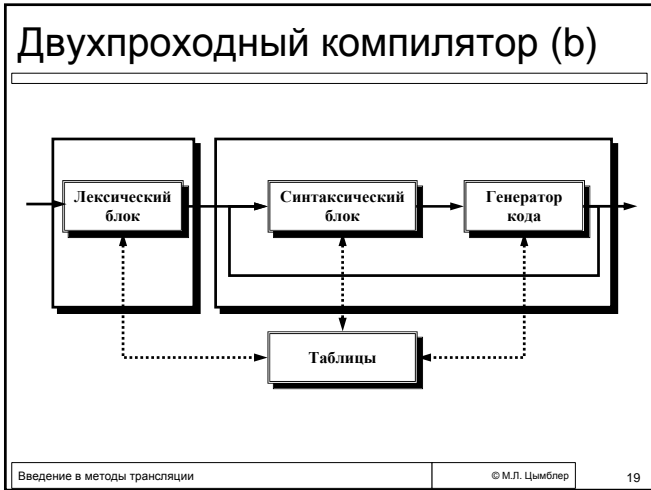 Двухпроходный компилятор (b)
Лексический
блок
Синтаксический
блок
Генератор
кода
Таблицы
Введение в методы трансляции
© М.Л. Цымблер
19